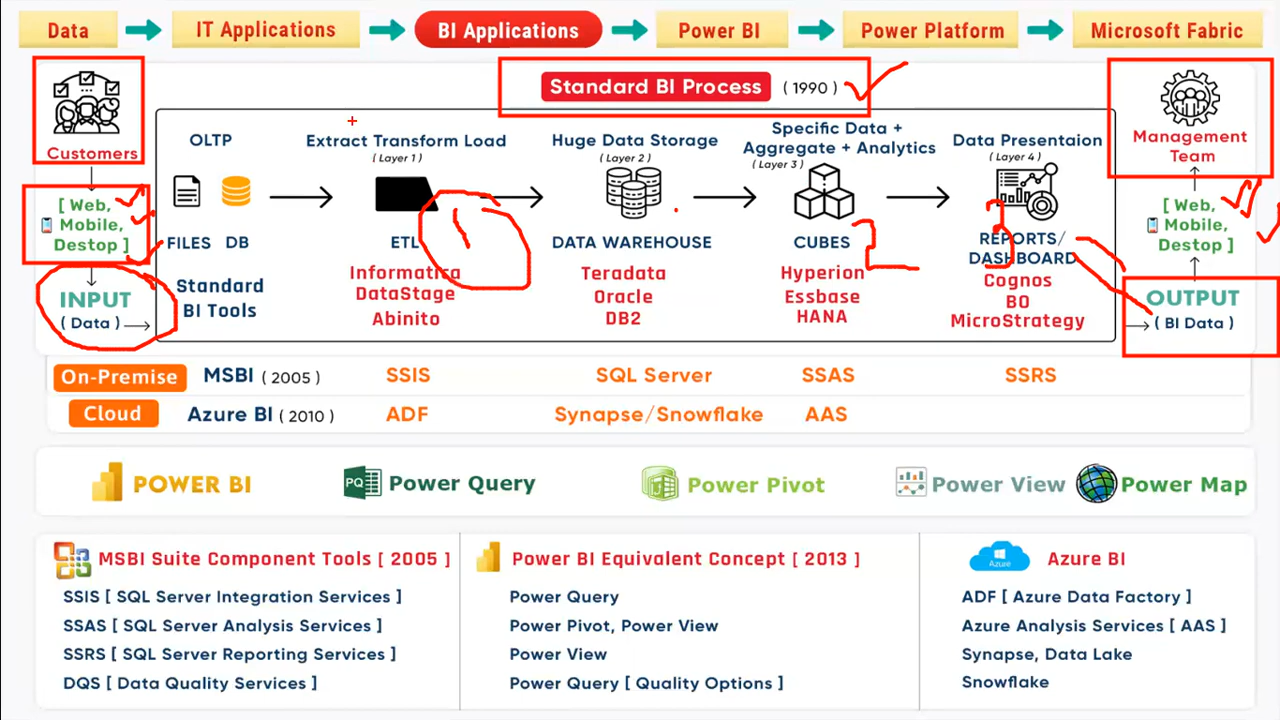 Data
IT Applications
BI Applications
Power BI
Power Platform
Microsoft Fabric
Standard BI Process ( 1990 )
Customers
[ Web,
Mobile,
Destop ]
INPUT
( Data )
OLTP
FILES DB
Standard
BI Tools
Extract Transform Load
( Layer 1 )
ETL
Informatica
DataStage
Abinito
Huge Data Storage
( Layer 2 )
DATA WAREHOUSE
Teradata
Oracle
DB2
Specific Data +
Aggregate + Analytics
( Layer 3 )
CUBES
Hyperion
Essbase
HANA
Data Presentaion
( Layer 4 )
REPORTS/
DASHBOARD
Cognos
BO
MicroStrategy
Management
Team
[ Web,
Mobile,
Destop ]
OUTPUT
( BI Data )
1
2
3
On-Premise MSBI ( 2005 ) SSIS SQL Server SSAS SSRS
Cloud Azure BI ( 2010 ) ADF Synapse/Snowflake AAS
POWER BI
PQ Power Query
Power Pivot
Power View
Power Map
MSBI Suite Component Tools [ 2005 ]
SSIS [ SQL Server Integration Services ]
SSAS [ SQL Server Analysis Services ]
SSRS [ SQL Server Reporting Services ]
DQS [ Data Quality Services ]
Power BI Equivalent Concept [ 2013 ]
Power Query
Power Pivot, Power View
Power View
Power Query [ Quality Options ]
Azure
Azure BI
ADF [ Azure Data Factory ]
Azure Analysis Services [ AAS ]
Synapse, Data Lake
Snowflake